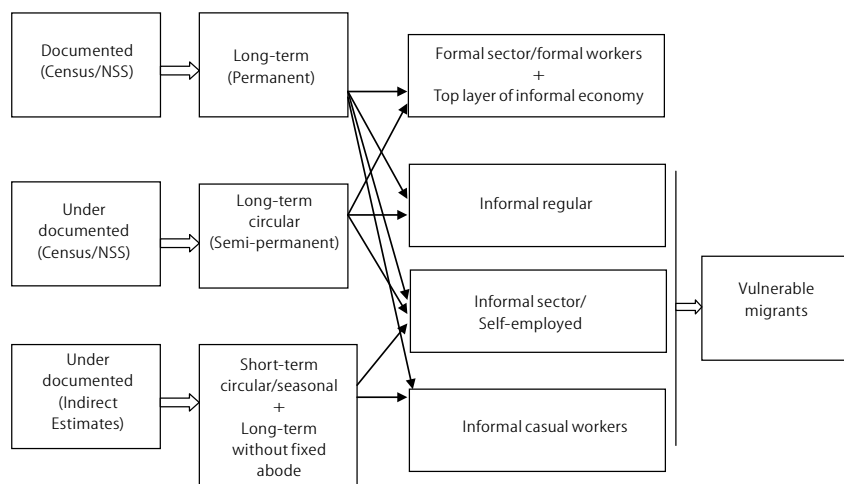 Documented
(Census/NSS)
Long-term
(Permanent)
Formal sector/formal workers
+
Top layer of informal economy
Under
documented
(Census/NSS)
Long-term
circular
(Semi-permanent)
Informal regular
Informal sector/
Self-employed
Vulnerable
migrants
Under
documented
(Indirect
Estimates)
Short-term
circular/seasonal
+
Long-term
without fixed
abode
Informal casual workers